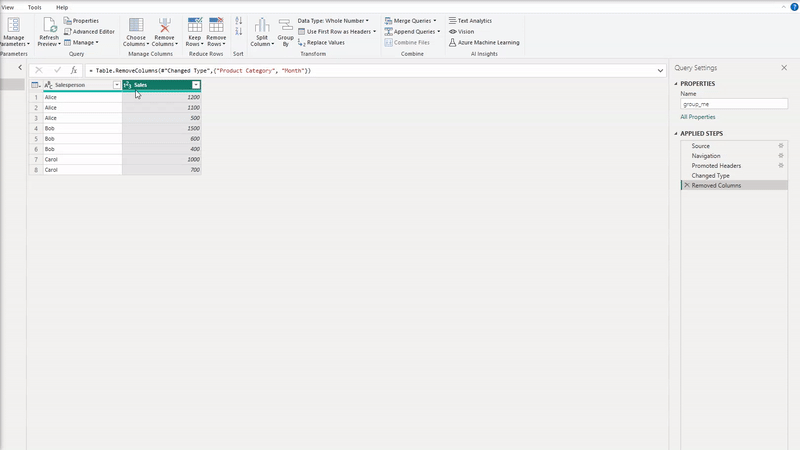 View Tools Help
Manage Parameters
Refresh Preview
Properties
Advanced Editor
Manage
Choose Columns
Remove Columns
Keep Rows
Remove Rows
Split Column
Group By
Data Type: Whole Number
Use First Row as Headers
Replace Values
Merge Queries
Append Queries
Combine Files
Text Analytics
Vision
Azure Machine Learning
Parameters Query Manage Columns Reduce Rows Sort Transform Combine AI Insights
fx = Table.RemoveColumns(#"Changed Type",{"Product Category", "Month"})
Salesperson Sales
1 Alice 1200
2 Alice 1100
3 Alice 500
4 Bob 1500
5 Bob 600
6 Bob 400
7 Carol 1000
8 Carol 700
Query Settings
PROPERTIES
Name
group_me
All Properties
APPLIED STEPS
Source
Navigation
Promoted Headers
Changed Type
Removed Columns